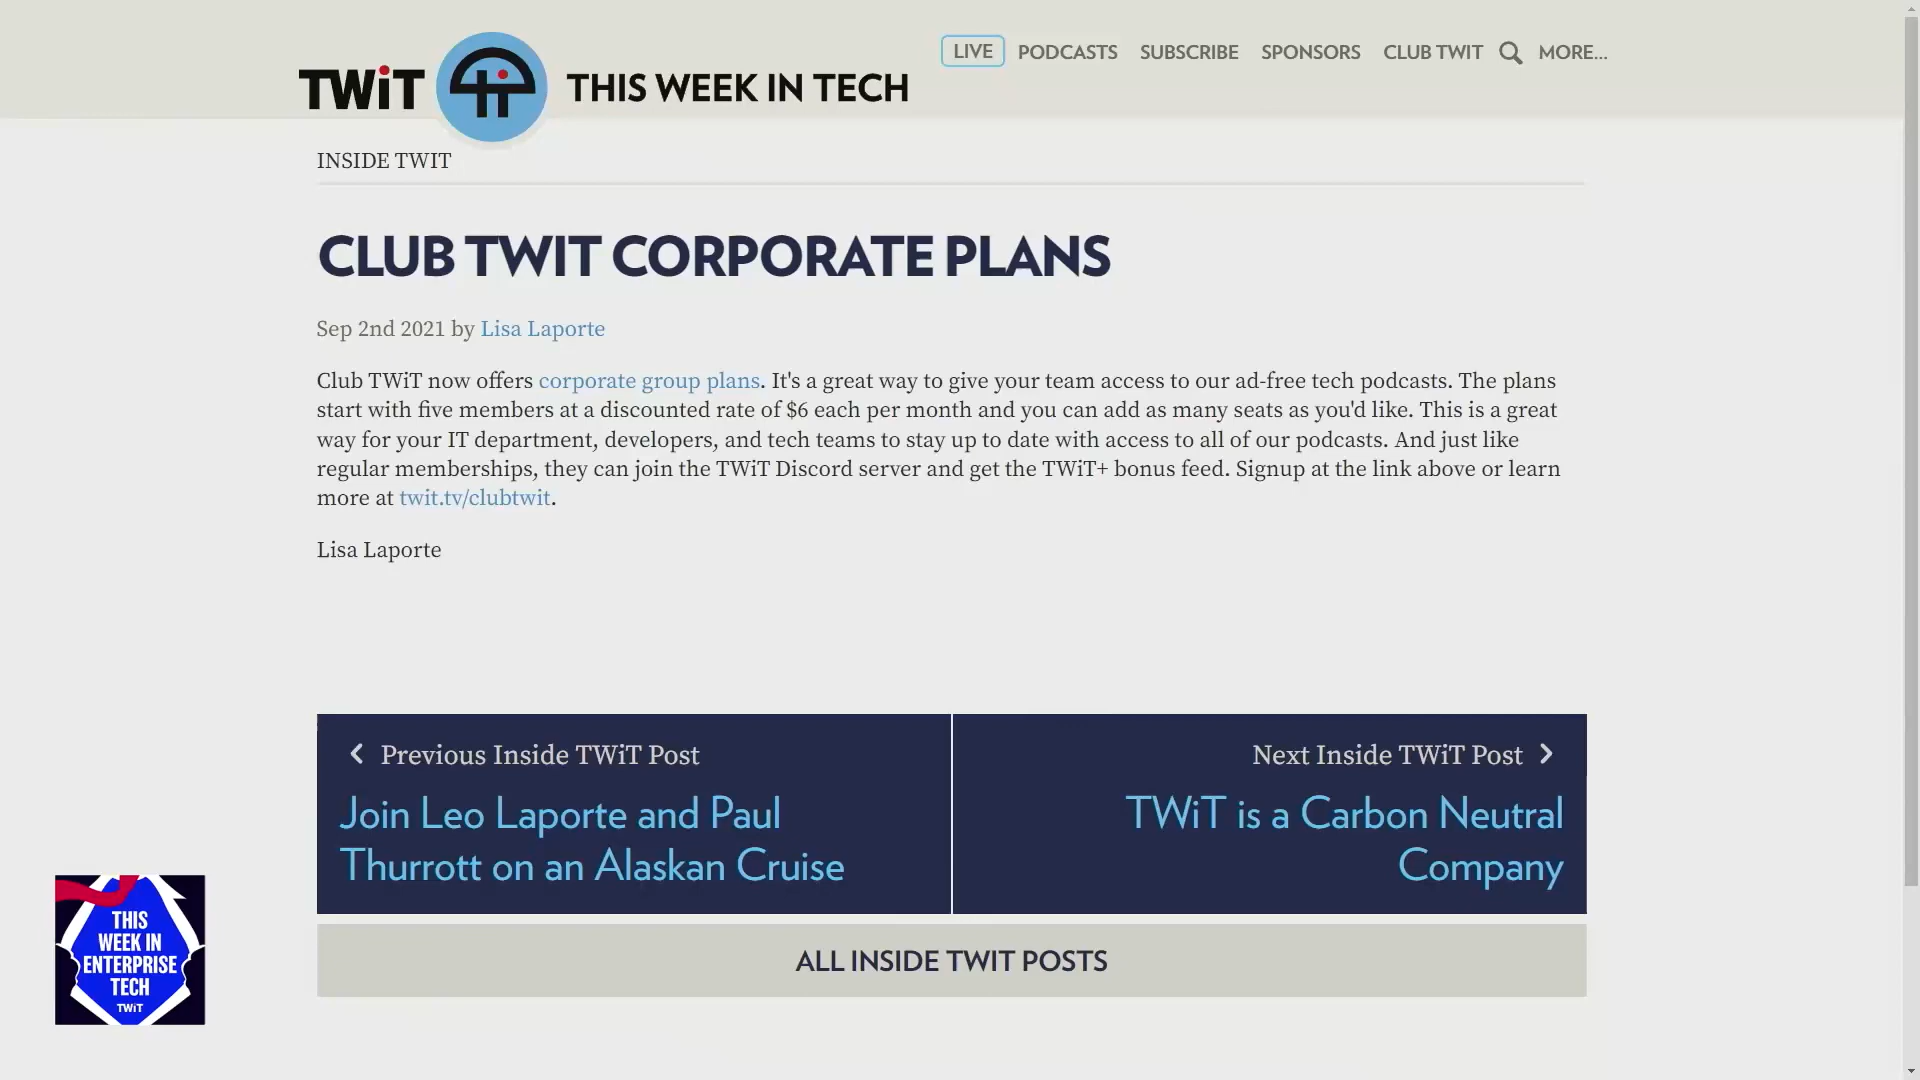 TWiT
THIS WEEK IN TECH
LIVE PODCASTS SUBSCRIBE SPONSORS CLUB TWIT MORE...
INSIDE TWIT
CLUB TWIT CORPORATE PLANS
Sep 2nd 2021 by Lisa Laporte
Club TWiT now offers corporate group plans. It's a great way to give your team access to our ad-free tech podcasts. The plans
start with five members at a discounted rate of $6 each per month and you can add as many seats as you'd like. This is a great
way for your IT department, developers, and tech teams to stay up to date with access to all of our podcasts. And just like
regular memberships, they can join the TWiT Discord server and get the TWiT+ bonus feed. Signup at the link above or learn
more at twit.tv/clubtwit.
Lisa Laporte
Previous Inside TWiT Post
Join Leo Laporte and Paul
Thurrott on an Alaskan Cruise
Next Inside TWiT Post
TWiT is a Carbon Neutral
Company
ALL INSIDE TWIT POSTS
THIS
WEEK IN
ENTERPRISE
TECH
TWiT